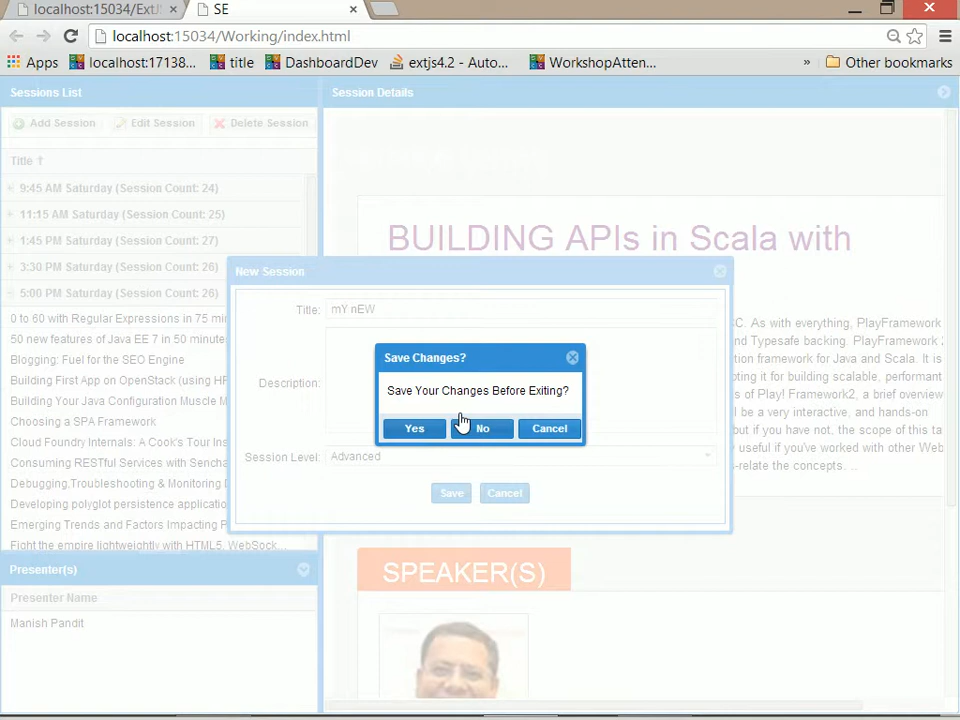 localhost:15034/ExtJ
SE
localhost:15034/Working/index.html
Apps
localhost:17138...
title
DashboardDev
extjs4.2 - Auto...
WorkshopAtten...
»
Other bookmarks
Sessions List
Session Details
Add Session
Edit Session
Delete Session
Title
9:45 AM Saturday (Session Count: 24)
11:15 AM Saturday (Session Count: 25)
1:45 PM Saturday (Session Count: 27)
3:30 PM Saturday (Session Count: 26)
5:00 PM Saturday (Session Count: 26)
0 to 60 with Regular Expressions in 75 min
50 new features of Java EE 7 in 50 minute
Blogging: Fuel for the SEO Engine
Building First App on OpenStack (using HF
Building Your Java Configuration Muscle M
Choosing a SPA Framework
Cloud Infrounder Internals: A Cook's Tour Ins
Consuming RESTful Services with Sencha
Debugging,Troubleshooting & Monitoring D
Developing polyglot persistence applicatio
Emerging Trends and Factors Impacting F
Fight the empire lightweightly with HTML5, WebSock...
Presenter(s)
Presenter Name
Manish Pandit
BUILDING APIs in Scala with
C. As with everything, PlayFramework
and Typesafe backing. PlayFramework 2
tion framework for Java and Scala. It is
pting it for building scalable, performant
s of Play! Framework2, a brief overview
l be a very interactive, and hands-on
but if you have not, the scope of this ta
useful if you've worked with other Web
-relate the concepts. ...
SPEAKER(S)
New Session
Title:
mY nEW
Description:
Session Level:
Advanced
Save
Cancel
Save Changes?
Save Your Changes Before Exiting?
Yes
No
Cancel